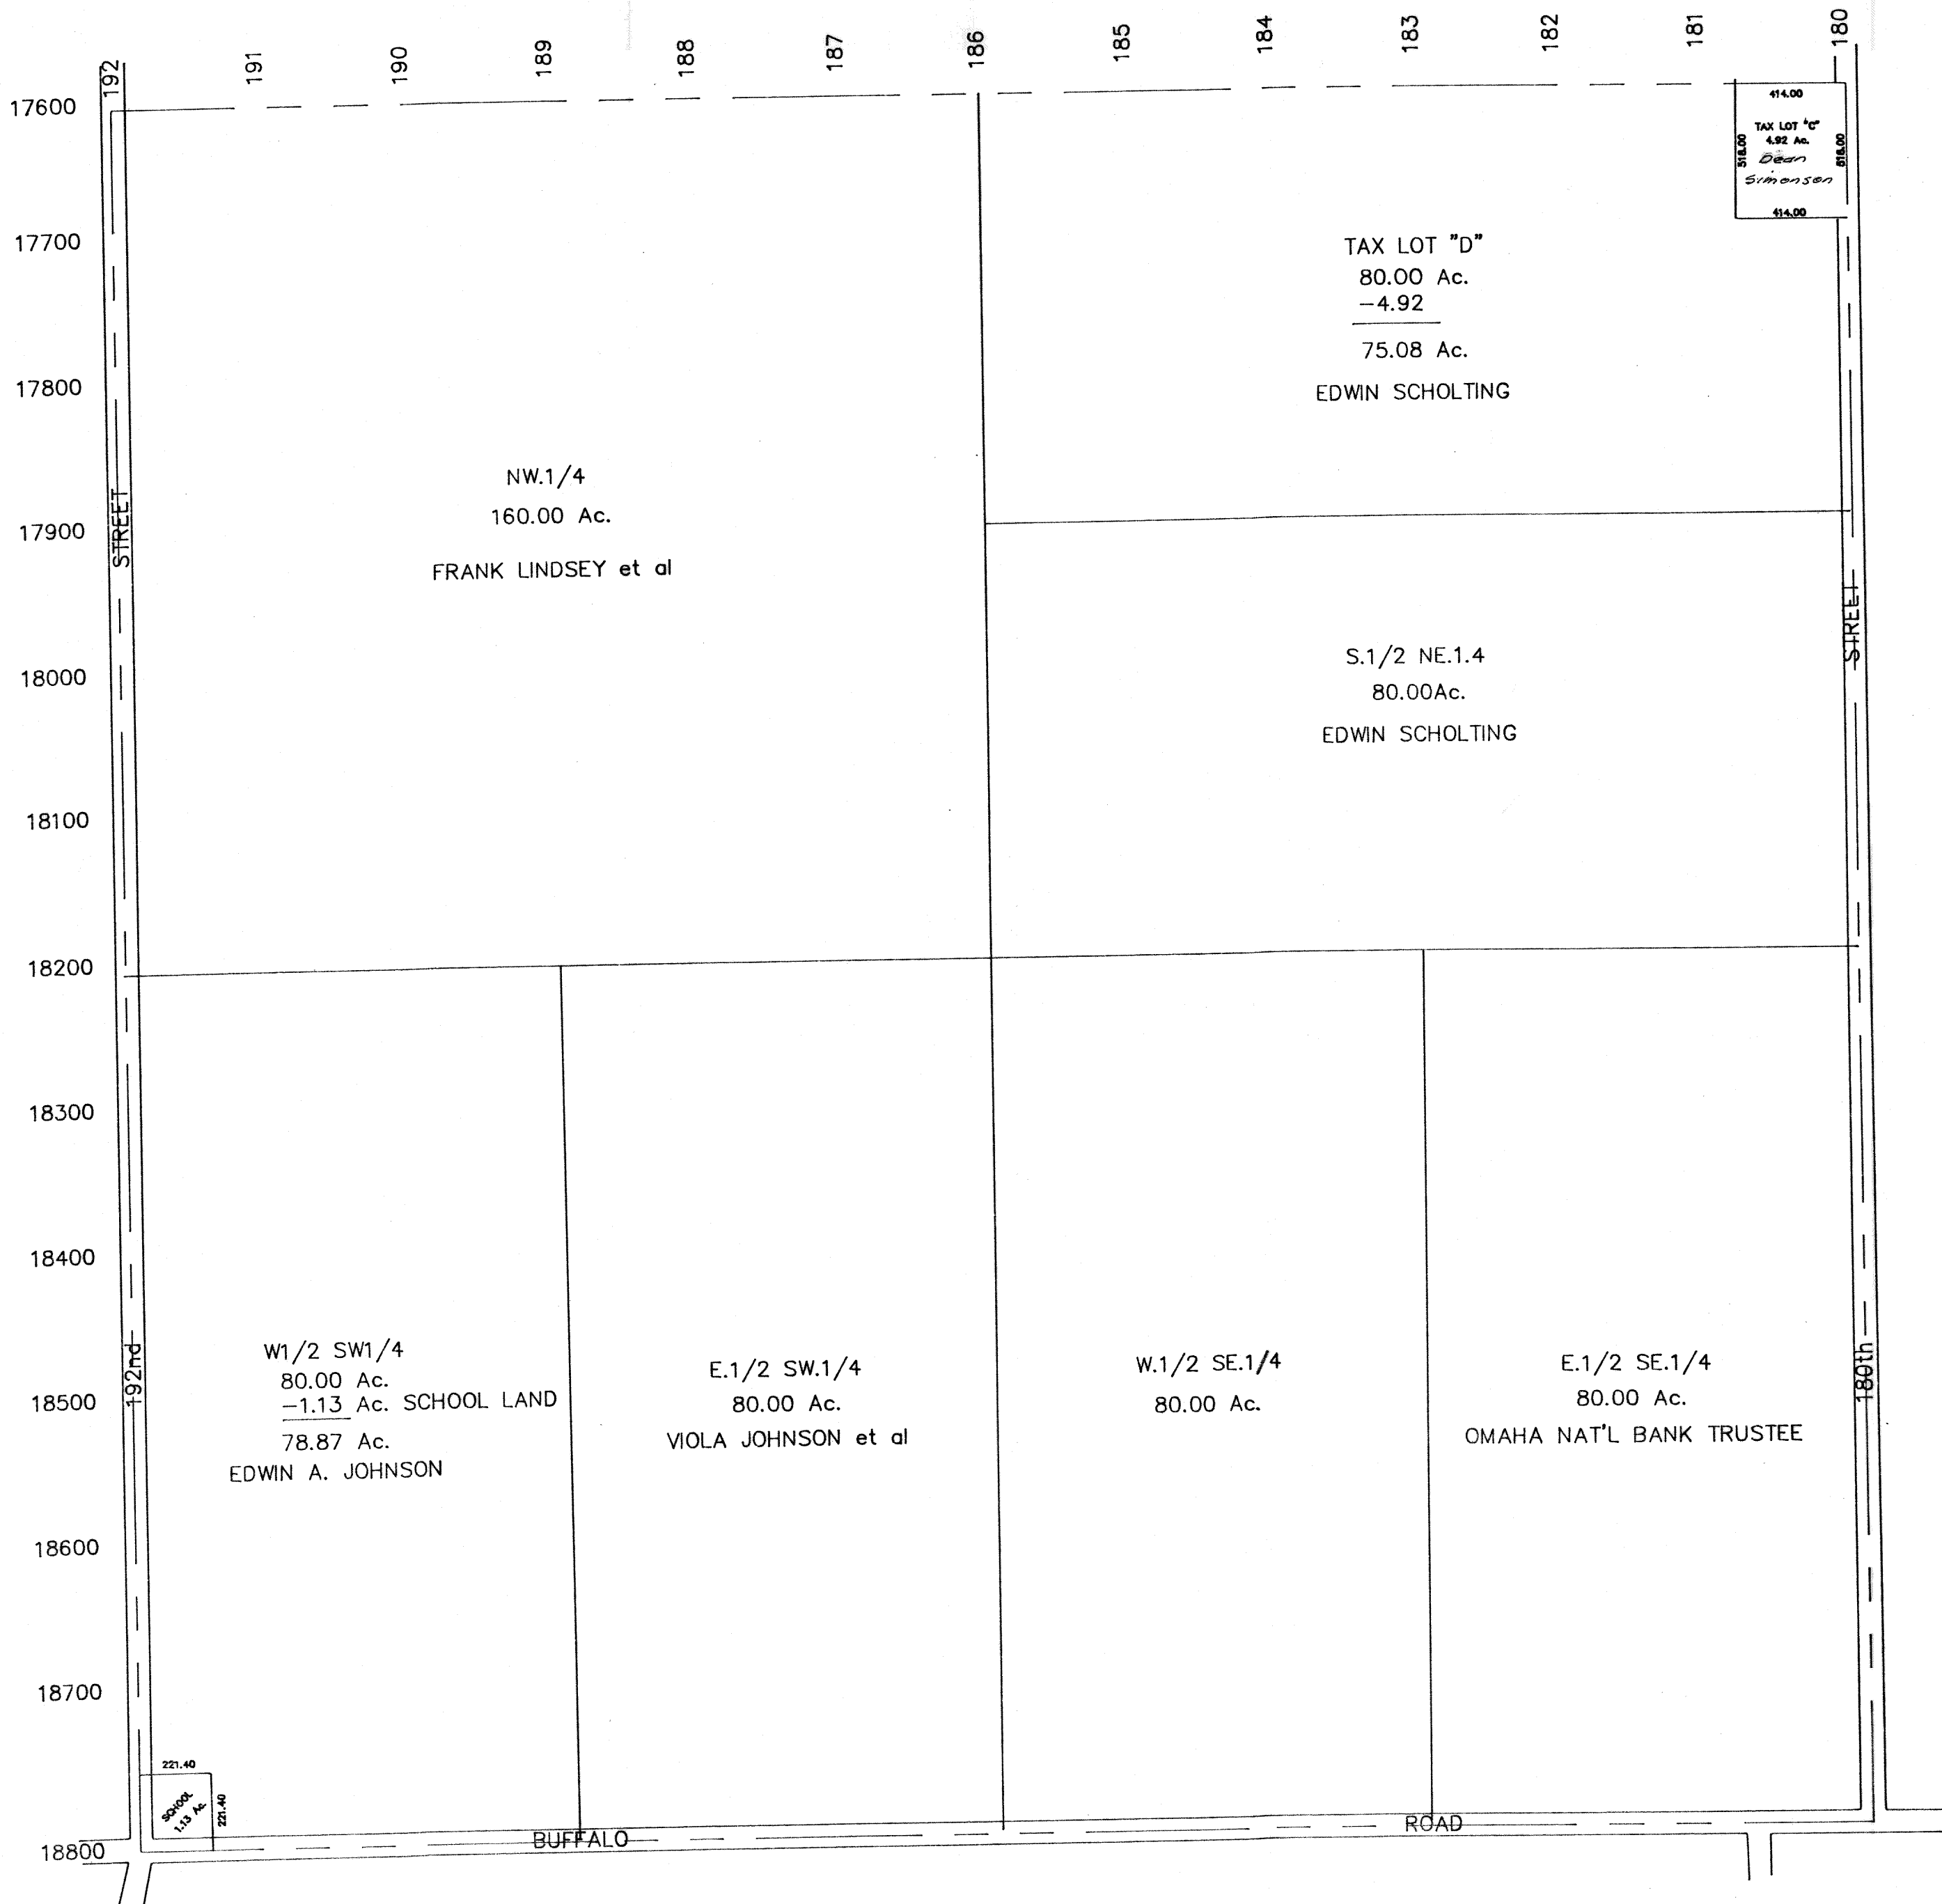 192
191
190
189
188
187
186
185
184
183
182
181
180
17600
17700
17800
17900
18000
18100
18200
18300
18400
18500
18600
18700
18800
414.00
TAX LOT "C"
4.92 Ac.
518.00
518.00
Dean
Simonson
414.00
TAX LOT "D"
80.00 Ac.
-4.92
75.08 Ac.
EDWIN SCHOLTING
NW.1/4
160.00 Ac.
FRANK LINDSEY et al
STREET
STREET
S.1/2 NE.1.4
80.00Ac.
EDWIN SCHOLTING
W1/2 SW1/4
80.00 Ac.
-1.13 Ac. SCHOOL LAND
78.87 Ac.
EDWIN A. JOHNSON
E.1/2 SW.1/4
80.00 Ac.
VIOLA JOHNSON et al
W.1/2 SE.1/4
80.00 Ac.
E.1/2 SE.1/4
80.00 Ac.
OMAHA NAT'L BANK TRUSTEE
192nd
180th
221.40
SCHOOL
1.13 Ac.
221.40
BUFFALO
ROAD